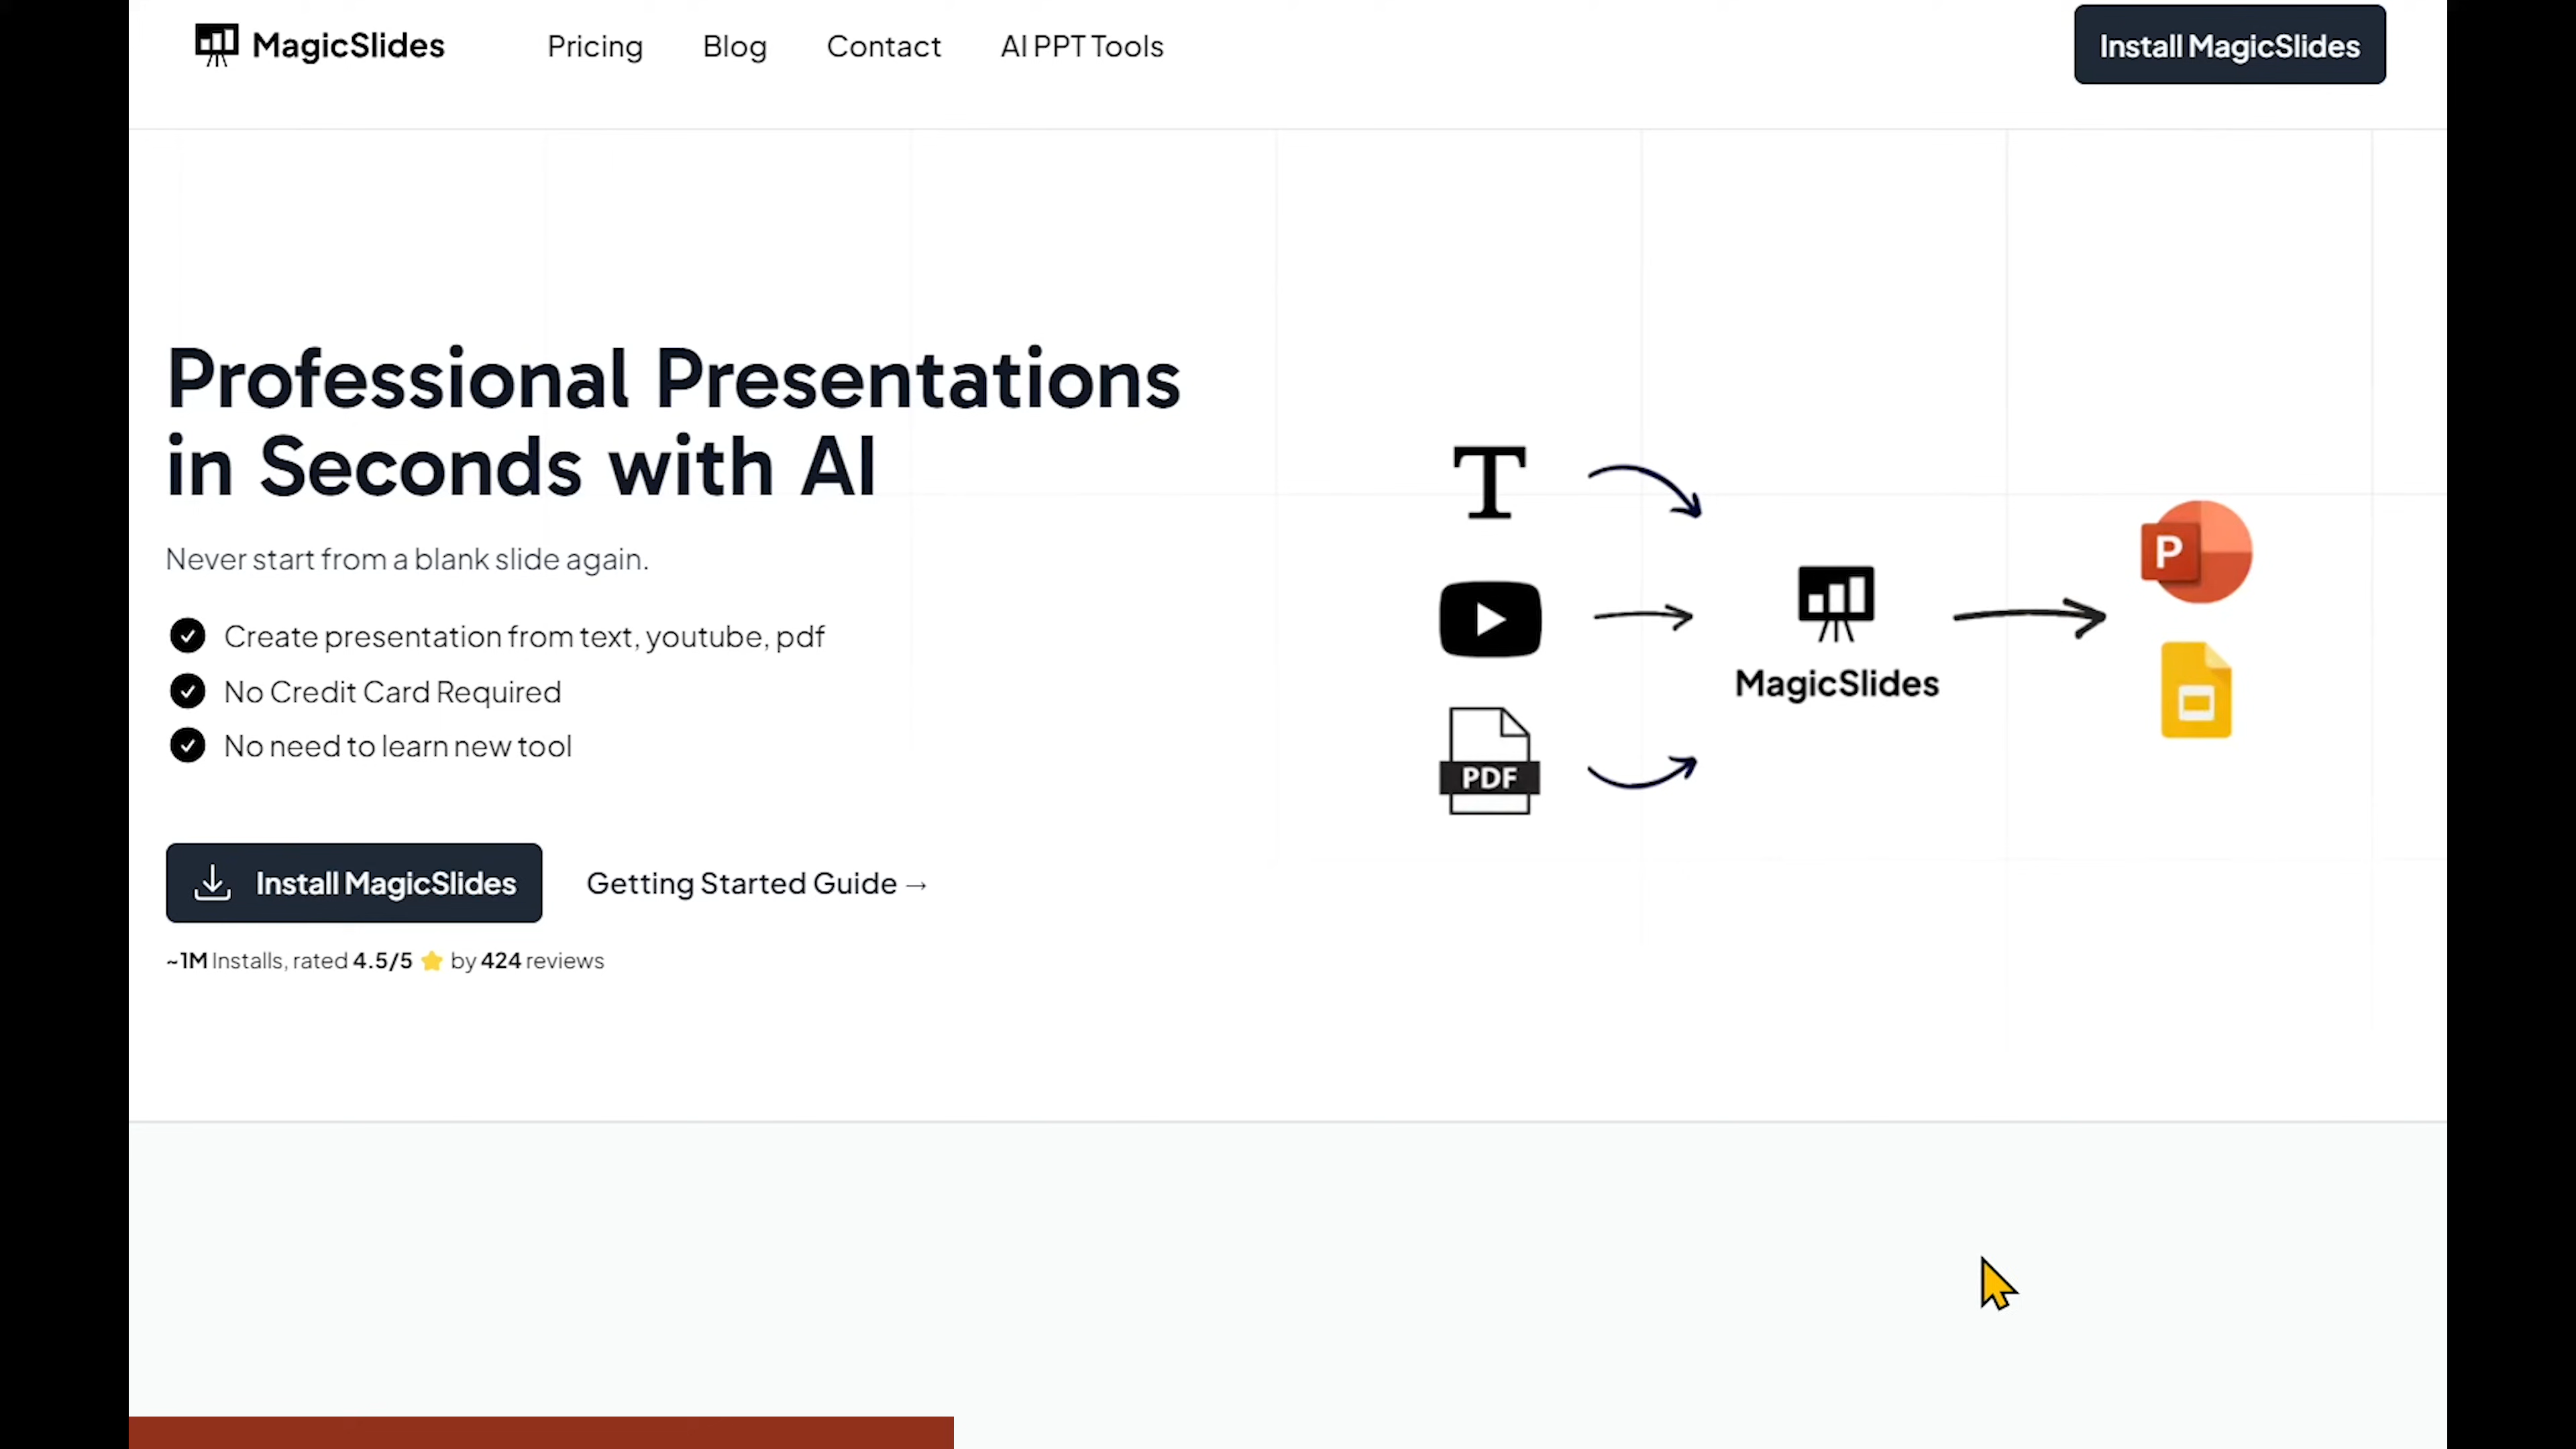 MagicSlides
Pricing
Blog
Contact
AI PPT Tools
Install MagicSlides
Professional Presentations
in Seconds with AI
Never start from a blank slide again.
Create presentation from text, youtube, pdf
No Credit Card Required
No need to learn new tool
Install MagicSlides
Getting Started Guide →
~1M Installs, rated 4.5/5 ⭐ by 424 reviews
T
PDF
MagicSlides
P